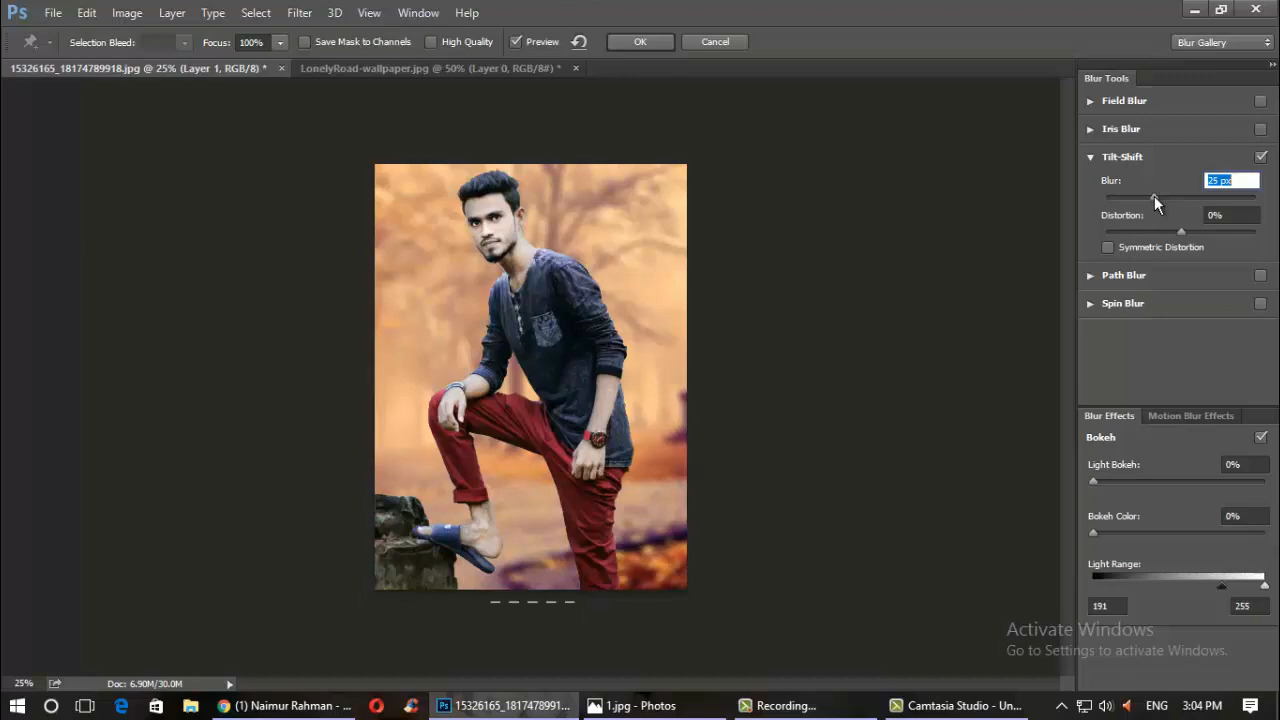 Ps File Edit Image Layer Type Select Filter 3D View Window Help
Selection Bleed: Focus: 100% Save Mask to Channels High Quality Preview OK Cancel Blur Gallery
15326165_18174789918.jpg @ 25% (Layer 1, RGB/8) * × LonelyRoad-wallpaper.jpg @ 50% (Layer 0, RGB/8#) * ×
Blur Tools
Field Blur
Iris Blur
Tilt-Shift
Blur: 25 px
Distortion: 0%
Symmetric Distortion
Path Blur
Spin Blur
Blur Effects Motion Blur Effects
Bokeh
Light Bokeh: 0%
Bokeh Color: 0%
Light Range:
191 255
Activate Windows
Go to Settings to activate Windows.
25% Doc: 6.90M/30.0M
(1) Naimur Rahman - ... Ps 15326165_1817478991... 1.jpg - Photos Recording... Camtasia Studio - Un... ENG 3:04 PM